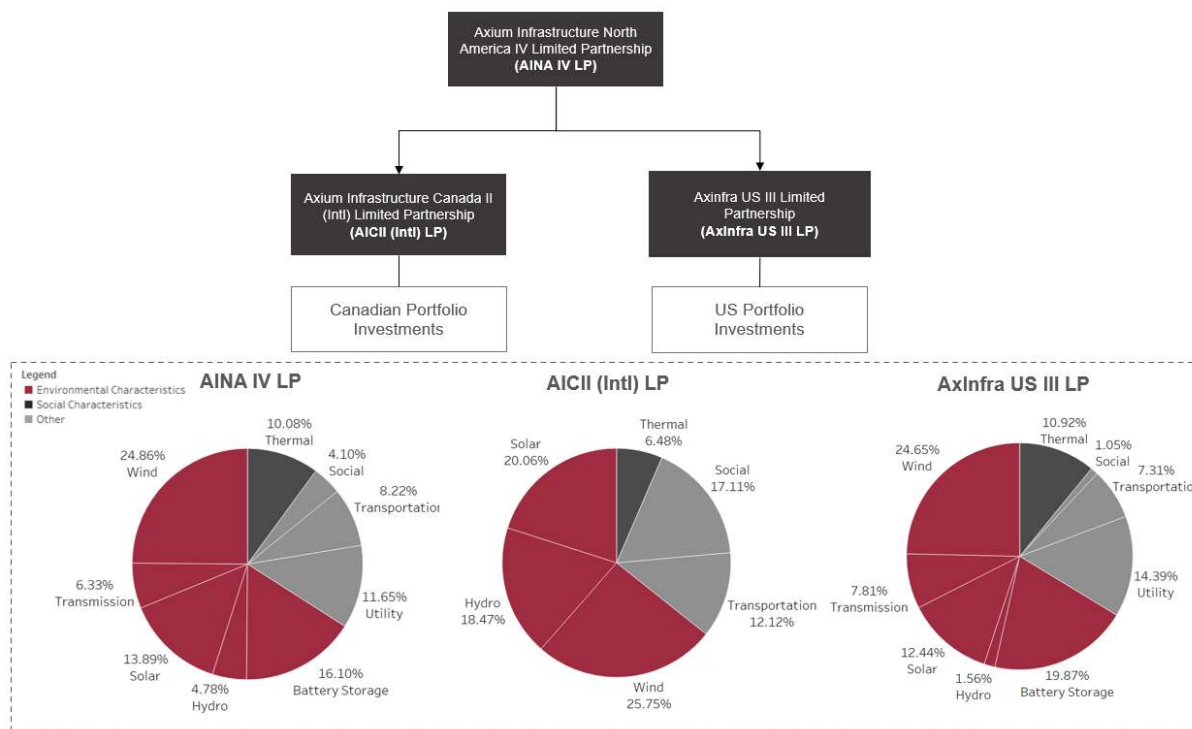 Axium Infrastructure North
America IV Limited Partnership
(AINA IV LP)
Axium Infrastructure Canada II
(Intl) Limited Partnership
(AICII (Intl) LP)
Axinfra US III Limited
Partnership
(AxInfra US III LP)
Canadian Portfolio
Investments
US Portfolio
Investments
Legend
Environmental Characteristics
Social Characteristics
Other
AINA IV LP
10.08%
Thermal
4.10%
Social
8.22%
Transportation
11.65%
Utility
16.10%
Battery Storage
4.78%
Hydro
13.89%
Solar
6.33%
Transmission
24.86%
Wind
AICII (Intl) LP
Thermal
6.48%
Social
17.11%
Transportation
12.12%
Wind
25.75%
Hydro
18.47%
Solar
20.06%
AxInfra US III LP
10.92%
Thermal
1.05%
Social
7.31%
Transportation
14.39%
Utility
19.87%
Battery Storage
1.56%
Hydro
12.44%
Solar
7.81%
Transmission
24.65%
Wind